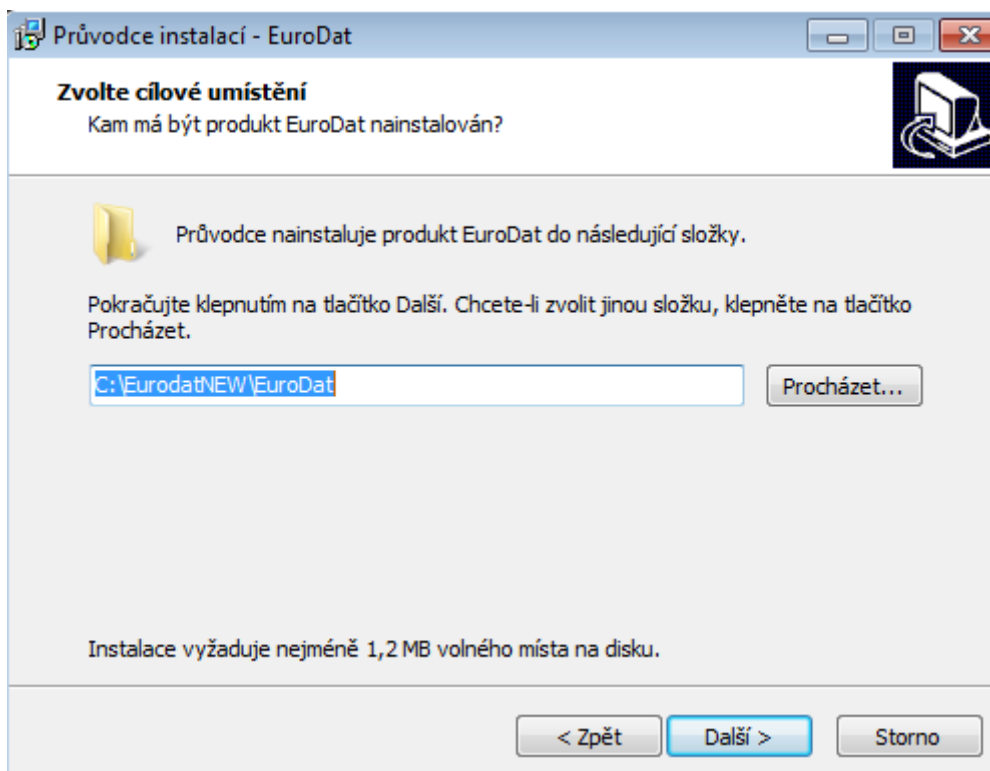 Průvodce instalací - EuroDat
Zvolte cílové umístění
Kam má být produkt EuroDat nainstalován?
Průvodce nainstaluje produkt EuroDat do následující složky.
Pokračujte klepnutím na tlačítko Další. Chcete-li zvolit jinou složku, klepněte na tlačítko
Procházet.
C:\EurodatNEW\EuroDat
Procházet...
Instalace vyžaduje nejméně 1,2 MB volného místa na disku.
< Zpět
Další >
Storno